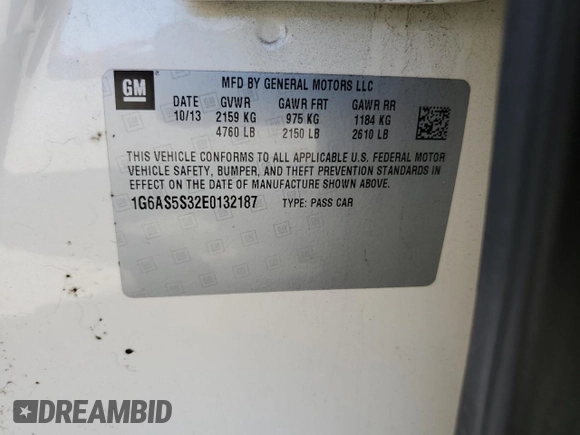 GM
MFD BY GENERAL MOTORS LLC
DATE GVWR GAWR FRT GAWR RR
10/13 2159 KG 975 KG 1184 KG
4760 LB 2150 LB 2610 LB
THIS VEHICLE CONFORMS TO ALL APPLICABLE U.S. FEDERAL MOTOR
VEHICLE SAFETY, BUMPER, AND THEFT PREVENTION STANDARDS IN
EFFECT ON THE DATE OF MANUFACTURE SHOWN ABOVE.
1G6AS5S32E0132187 TYPE: PASS CAR
DREAMBID